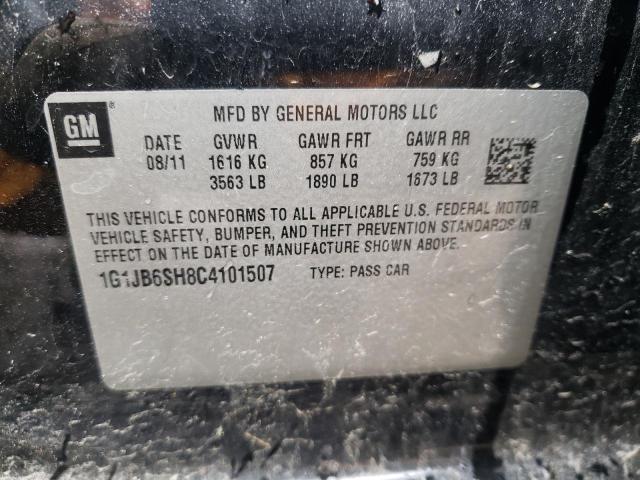 GM ®
MFD BY GENERAL MOTORS LLC
DATE GVWR GAWR FRT GAWR RR
08/11 1616 KG 857 KG 759 KG
3563 LB 1890 LB 1673 LB
THIS VEHICLE CONFORMS TO ALL APPLICABLE U.S. FEDERAL MOTOR
VEHICLE SAFETY, BUMPER, AND THEFT PREVENTION STANDARDS IN
EFFECT ON THE DATE OF MANUFACTURE SHOWN ABOVE.
1G1JB6SH8C4101507 TYPE: PASS CAR